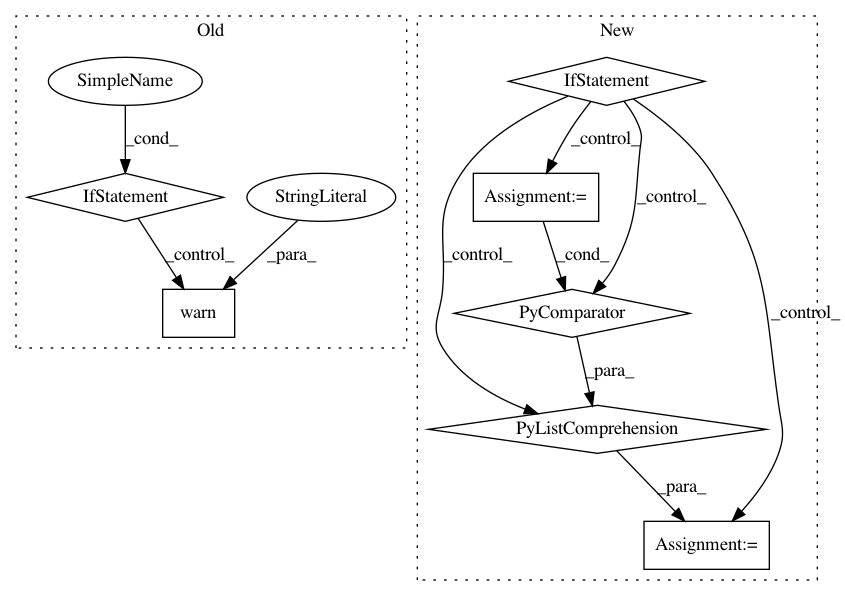 Old
New
SimpleName
IfStatement
_cond_
_control_
IfStatement
StringLiteral
Assignment:=
_control_
_control_
_para_
_control_
_cond_
warn
PyComparator
_control_
_para_
PyListComprehension
_para_
Assignment:=